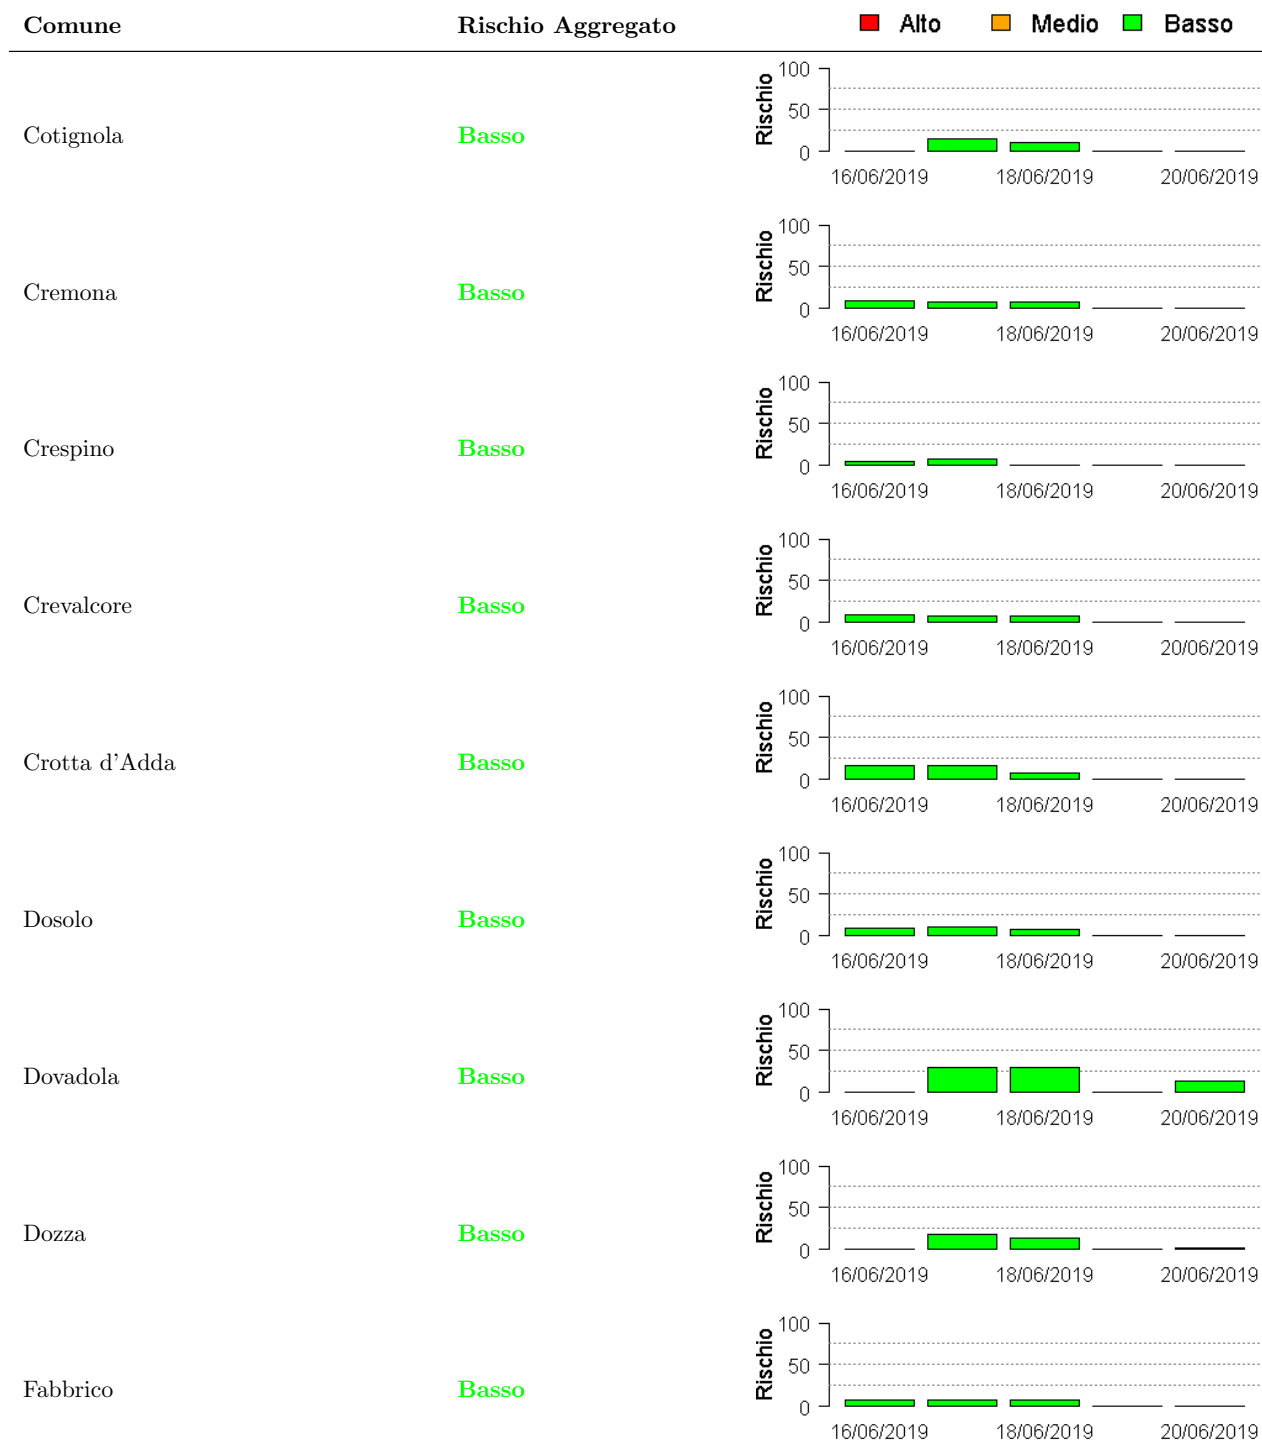 Comune Rischio Aggregato Alto Medio Basso
Cotignola Basso Rischio 100 50 0
16/06/2019 18/06/2019 20/06/2019
Cremona Basso Rischio 100 50 0
16/06/2019 18/06/2019 20/06/2019
Crespino Basso Rischio 100 50 0
16/06/2019 18/06/2019 20/06/2019
Crevalcore Basso Rischio 100 50 0
16/06/2019 18/06/2019 20/06/2019
Crotta d'Adda Basso Rischio 100 50 0
16/06/2019 18/06/2019 20/06/2019
Dosolo Basso Rischio 100 50 0
16/06/2019 18/06/2019 20/06/2019
Dovadola Basso Rischio 100 50 0
16/06/2019 18/06/2019 20/06/2019
Dozza Basso Rischio 100 50 0
16/06/2019 18/06/2019 20/06/2019
Fabbrico Basso Rischio 100 50 0
16/06/2019 18/06/2019 20/06/2019